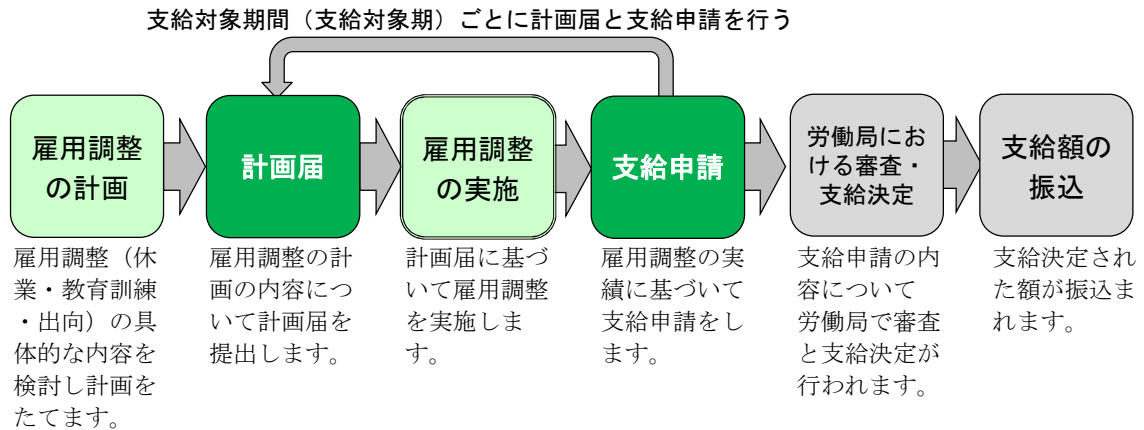 支給対象期間（支給対象期）ごとに計画届と支給申請を行う
雇用調整
の計画
計画届
雇用調整
の実施
支給申請
労働局にお
ける審査・
支給決定
支給額の
振込
雇用調整（休
業・教育訓練
・出向）の具
体的な内容を
検討し計画を
たてます。
雇用調整の計
画の内容につ
いて計画届を
提出します。
計画届に基づ
いて雇用調整
を実施しま
す。
雇用調整の実
績に基づいて
支給申請をし
ます。
支給申請の内
容について
労働局で審査
と支給決定が
行われます。
支給決定され
た額が振込ま
れます。